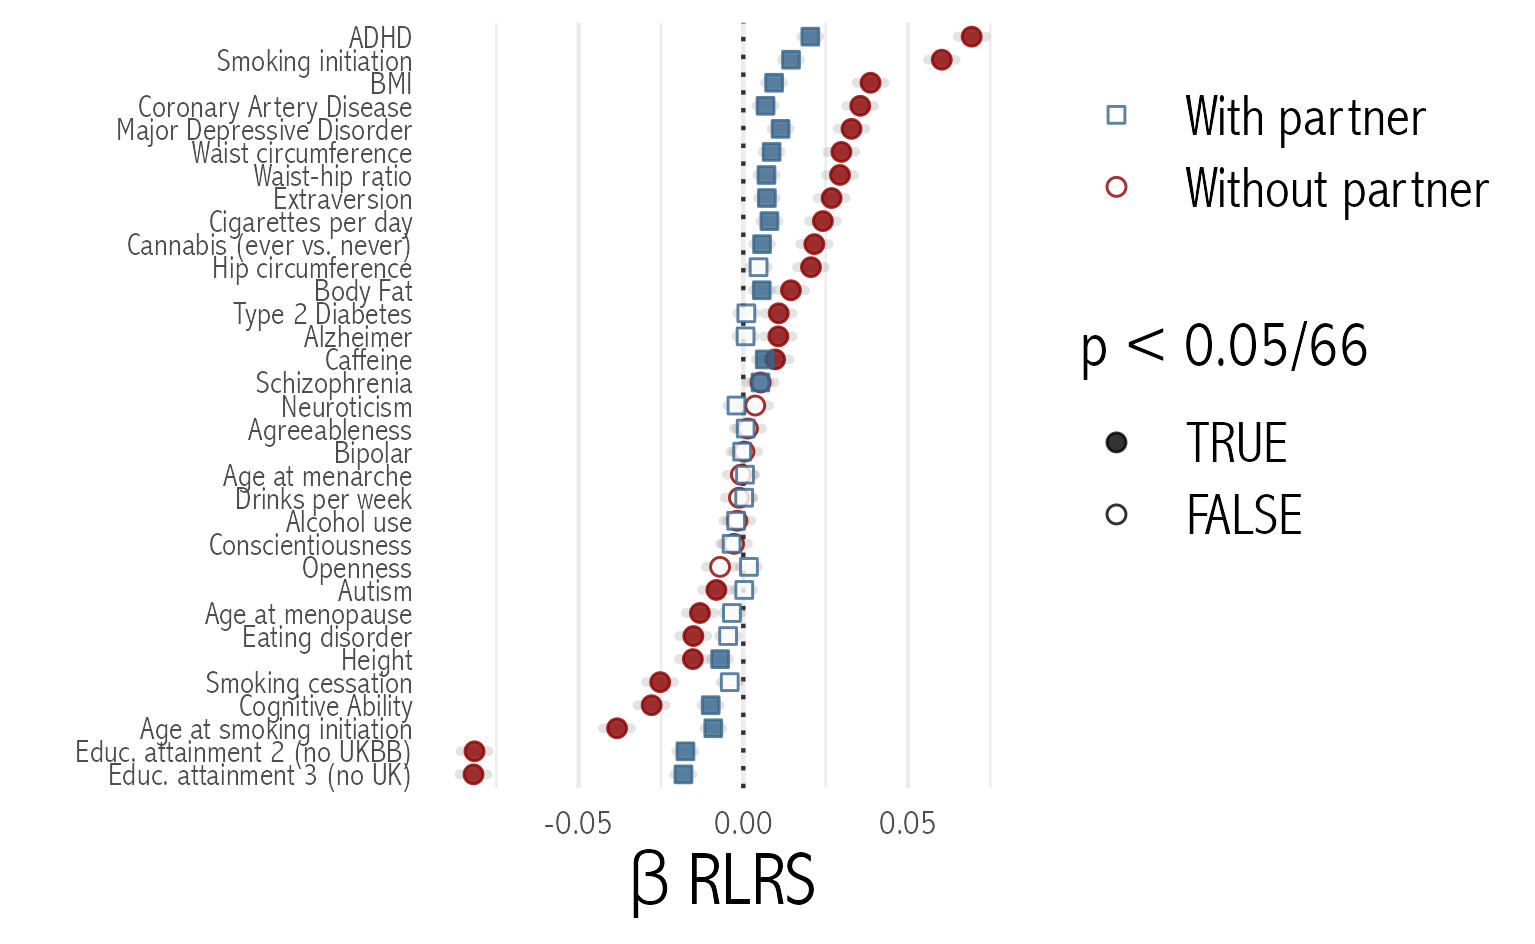 ADHD
Smoking initiation
BMI
Coronary Artery Disease
Major Depressive Disorder
Waist circumference
Waist-hip ratio
Extraversion
Cigarettes per day
Cannabis (ever vs. never)
Hip circumference
Body Fat
Type 2 Diabetes
Alzheimer
Caffeine
Schizophrenia
Neuroticism
Agreeableness
Bipolar
Age at menarche
Drinks per week
Alcohol use
Conscientiousness
Openness
Autism
Age at menopause
Eating disorder
Height
Smoking cessation
Cognitive Ability
Age at smoking initiation
Educ. attainment 2 (no UKBB)
Educ. attainment 3 (no UK)
-0.05 0.00 0.05
β RLRS
With partner
Without partner
p < 0.05/66
TRUE
FALSE